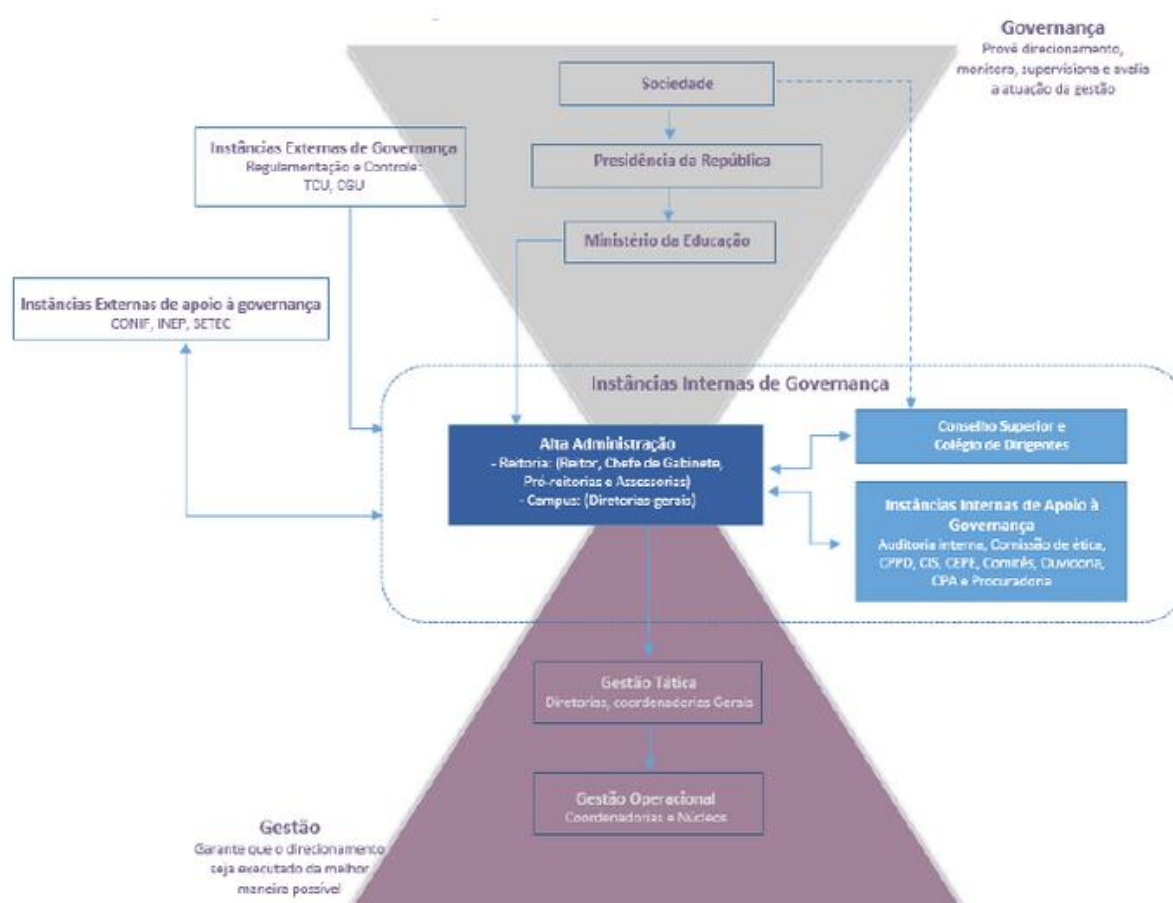 Governança
Provê direcionamento,
monitora, supervisiona e avalia
a atuação da gestão
Sociedade
Instâncias Externas de Governança
Regulamentação e Controle:
TCU, CGU
Presidência da República
Ministério da Educação
Instâncias Externas de apoio à governança
CONIF, INEP, SETEC
Instâncias Internas de Governança
Alta Administração
- Reitoria: (Reitor, Chefe de Gabinete,
Pró-reitorias e Assessorias)
- Campus: (Diretorias-gerais)
Conselho Superior e
Colégio de Dirigentes
Instâncias Internas de Apoio à
Governança
Auditoria interna, Comissão de ética,
CPPD, CIS, CEPE, Comitês, Ouvidoria,
CPA e Procuradoria
Gestão Tática
Diretorias, coordenadorias Gerais
Gestão Operacional
Coordenadorias e Núcleos
Gestão
Garante que o direcionamento
seja executado da melhor
maneira possível